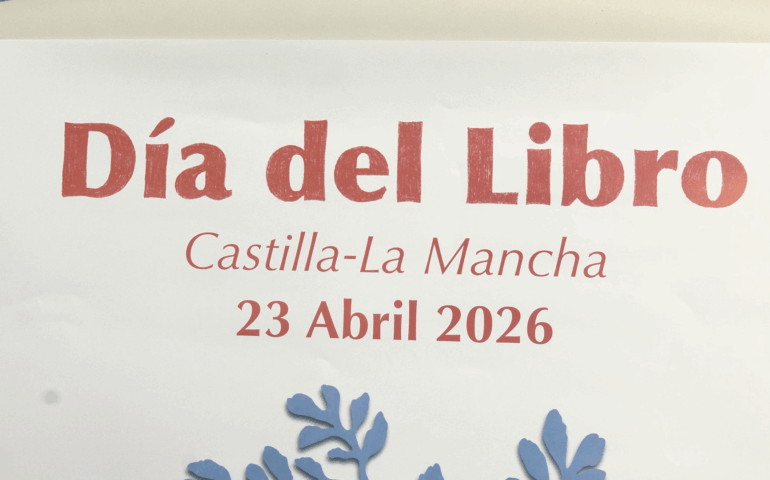 Día del Libro
Castilla-La Mancha
23 Abril 2026